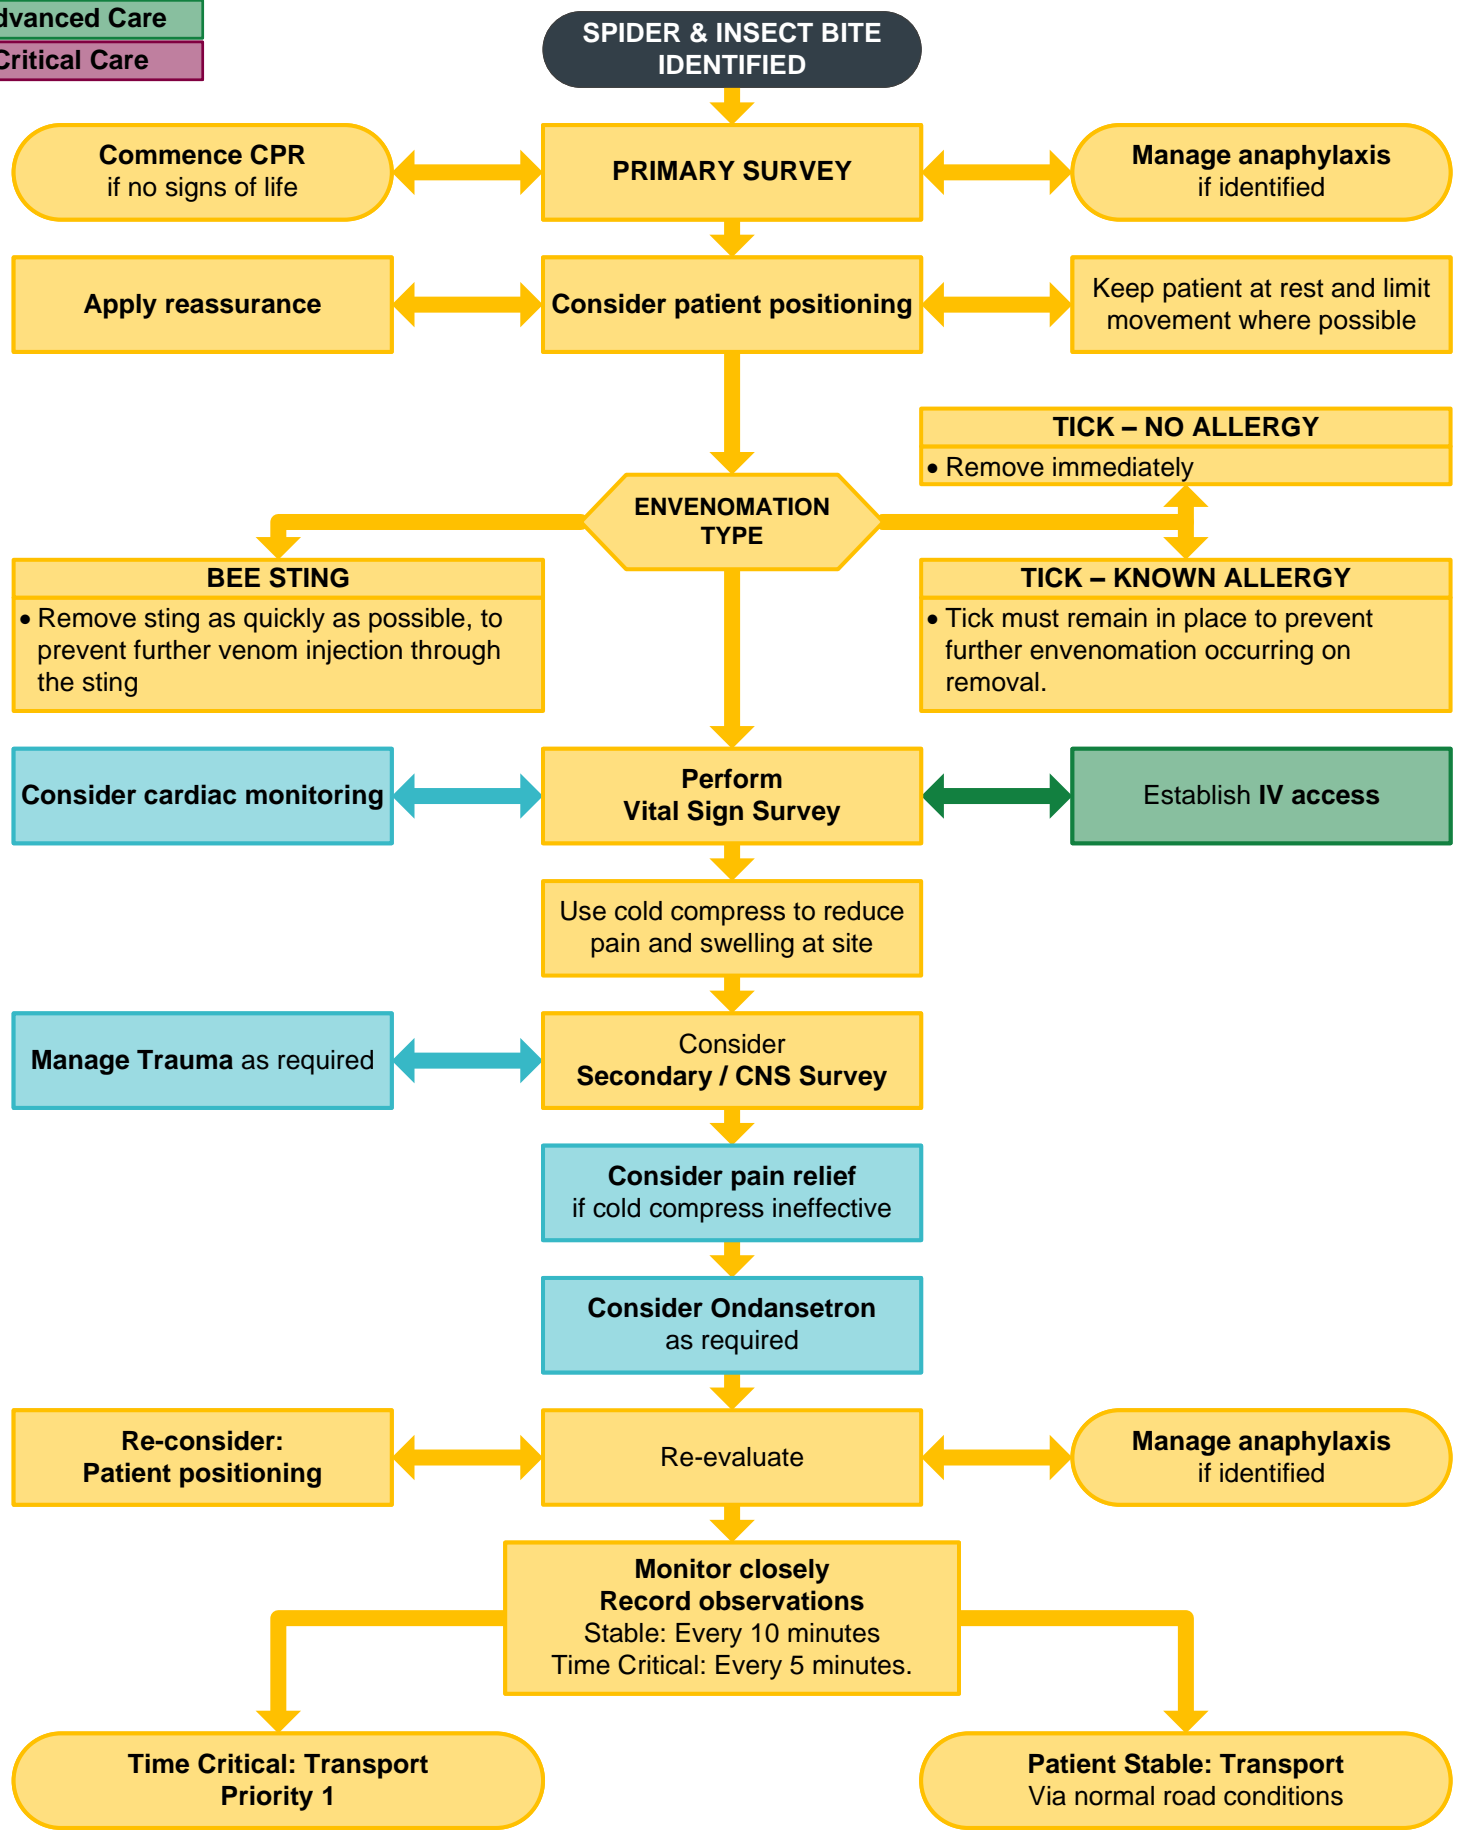 dvanced Care
Critical Care
SPIDER & INSECT BITE
IDENTIFIED
Commence CPR
if no signs of life
PRIMARY SURVEY
Manage anaphylaxis
if identified
Apply reassurance
Consider patient positioning
Keep patient at rest and limit
movement where possible
TICK – NO ALLERGY
• Remove immediately
ENVENOMATION
TYPE
BEE STING
• Remove sting as quickly as possible, to
prevent further venom injection through
the sting
TICK – KNOWN ALLERGY
• Tick must remain in place to prevent
further envenomation occurring on
removal.
Consider cardiac monitoring
Perform
Vital Sign Survey
Establish IV access
Use cold compress to reduce
pain and swelling at site
Manage Trauma as required
Consider
Secondary / CNS Survey
Consider pain relief
if cold compress ineffective
Consider Ondansetron
as required
Re-consider:
Patient positioning
Re-evaluate
Manage anaphylaxis
if identified
Monitor closely
Record observations
Stable: Every 10 minutes
Time Critical: Every 5 minutes.
Time Critical: Transport
Priority 1
Patient Stable: Transport
Via normal road conditions